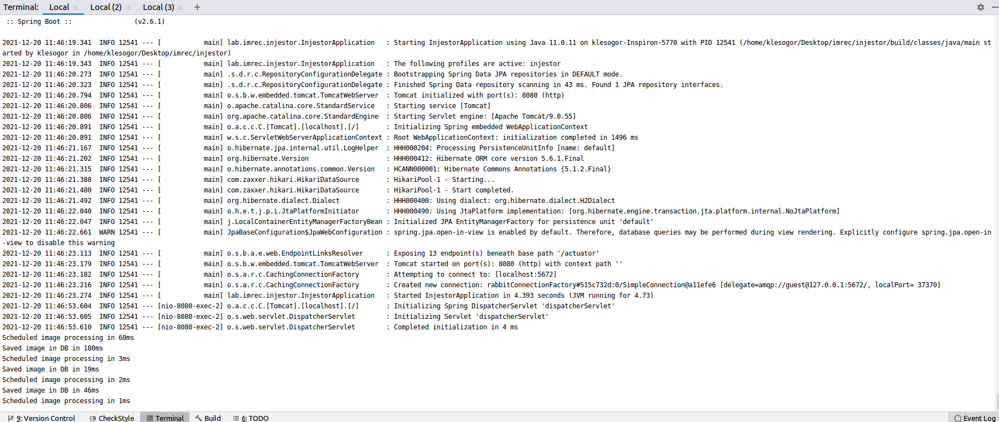 Terminal: Local × Local (2) × Local (3) × +
:: Spring Boot ::                (v2.6.1)
2021-12-20 11:46:19.341  INFO 12541 --- [           main] lab.imrec.injestor.InjestorApplication   : Starting InjestorApplication using Java 11.0.11 on klesogor-Inspiron-5770 with PID 12541 (/home/klesogor/Desktop/imrec/injestor/build/classes/java/main st
arted by klesogor in /home/klesogor/Desktop/imrec/injestor)
2021-12-20 11:46:19.343  INFO 12541 --- [           main] lab.imrec.injestor.InjestorApplication   : The following profiles are active: injestor
2021-12-20 11:46:20.273  INFO 12541 --- [           main] .s.d.r.c.RepositoryConfigurationDelegate : Bootstrapping Spring Data JPA repositories in DEFAULT mode.
2021-12-20 11:46:20.323  INFO 12541 --- [           main] .s.d.r.c.RepositoryConfigurationDelegate : Finished Spring Data repository scanning in 43 ms. Found 1 JPA repository interfaces.
2021-12-20 11:46:20.794  INFO 12541 --- [           main] o.s.b.w.embedded.tomcat.TomcatWebServer  : Tomcat initialized with port(s): 8080 (http)
2021-12-20 11:46:20.806  INFO 12541 --- [           main] o.apache.catalina.core.StandardService   : Starting service [Tomcat]
2021-12-20 11:46:20.806  INFO 12541 --- [           main] org.apache.catalina.core.StandardEngine  : Starting Servlet engine: [Apache Tomcat/9.0.55]
2021-12-20 11:46:20.891  INFO 12541 --- [           main] o.a.c.c.C.[Tomcat].[localhost].[/]       : Initializing Spring embedded WebApplicationContext
2021-12-20 11:46:20.891  INFO 12541 --- [           main] w.s.c.ServletWebServerApplicationContext : Root WebApplicationContext: initialization completed in 1496 ms
2021-12-20 11:46:21.167  INFO 12541 --- [           main] o.hibernate.jpa.internal.util.LogHelper  : HHH000204: Processing PersistenceUnitInfo [name: default]
2021-12-20 11:46:21.202  INFO 12541 --- [           main] org.hibernate.Version                    : HHH000412: Hibernate ORM core version 5.6.1.Final
2021-12-20 11:46:21.315  INFO 12541 --- [           main] o.hibernate.annotations.common.Version   : HCANN000001: Hibernate Commons Annotations {5.1.2.Final}
2021-12-20 11:46:21.388  INFO 12541 --- [           main] com.zaxxer.hikari.HikariDataSource       : HikariPool-1 - Starting...
2021-12-20 11:46:21.480  INFO 12541 --- [           main] com.zaxxer.hikari.HikariDataSource       : HikariPool-1 - Start completed.
2021-12-20 11:46:21.492  INFO 12541 --- [           main] org.hibernate.dialect.Dialect            : HHH000400: Using dialect: org.hibernate.dialect.H2Dialect
2021-12-20 11:46:22.040  INFO 12541 --- [           main] o.h.e.t.j.p.i.JtaPlatformInitiator       : HHH000490: Using JtaPlatform implementation: [org.hibernate.engine.transaction.jta.platform.internal.NoJtaPlatform]
2021-12-20 11:46:22.047  INFO 12541 --- [           main] j.LocalContainerEntityManagerFactoryBean : Initialized JPA EntityManagerFactory for persistence unit 'default'
2021-12-20 11:46:22.661  WARN 12541 --- [           main] JpaBaseConfiguration$JpaWebConfiguration : spring.jpa.open-in-view is enabled by default. Therefore, database queries may be performed during view rendering. Explicitly configure spring.jpa.open-in
-view to disable this warning
2021-12-20 11:46:23.113  INFO 12541 --- [           main] o.s.b.a.e.web.EndpointLinksResolver      : Exposing 13 endpoint(s) beneath base path '/actuator'
2021-12-20 11:46:23.179  INFO 12541 --- [           main] o.s.b.w.embedded.tomcat.TomcatWebServer  : Tomcat started on port(s): 8080 (http) with context path ''
2021-12-20 11:46:23.182  INFO 12541 --- [           main] o.s.a.r.c.CachingConnectionFactory       : Attempting to connect to: [localhost:5672]
2021-12-20 11:46:23.216  INFO 12541 --- [           main] o.s.a.r.c.CachingConnectionFactory       : Created new connection: rabbitConnectionFactory#515c732d:0/SimpleConnection@a11efe6 [delegate=amqp://guest@127.0.0.1:5672/, localPort= 37370]
2021-12-20 11:46:23.274  INFO 12541 --- [           main] lab.imrec.injestor.InjestorApplication   : Started InjestorApplication in 4.393 seconds (JVM running for 4.73)
2021-12-20 11:46:53.604  INFO 12541 --- [nio-8080-exec-2] o.a.c.c.C.[Tomcat].[localhost].[/]       : Initializing Spring DispatcherServlet 'dispatcherServlet'
2021-12-20 11:46:53.605  INFO 12541 --- [nio-8080-exec-2] o.s.web.servlet.DispatcherServlet        : Initializing Servlet 'dispatcherServlet'
2021-12-20 11:46:53.610  INFO 12541 --- [nio-8080-exec-2] o.s.web.servlet.DispatcherServlet        : Completed initialization in 4 ms
Scheduled image processing in 60ms
Saved image in DB in 180ms
Scheduled image processing in 3ms
Saved image in DB in 19ms
Scheduled image processing in 2ms
Saved image in DB in 46ms
Scheduled image processing in 1ms
9: Version Control CS CheckStyle Terminal Build 6: TODO Event Log